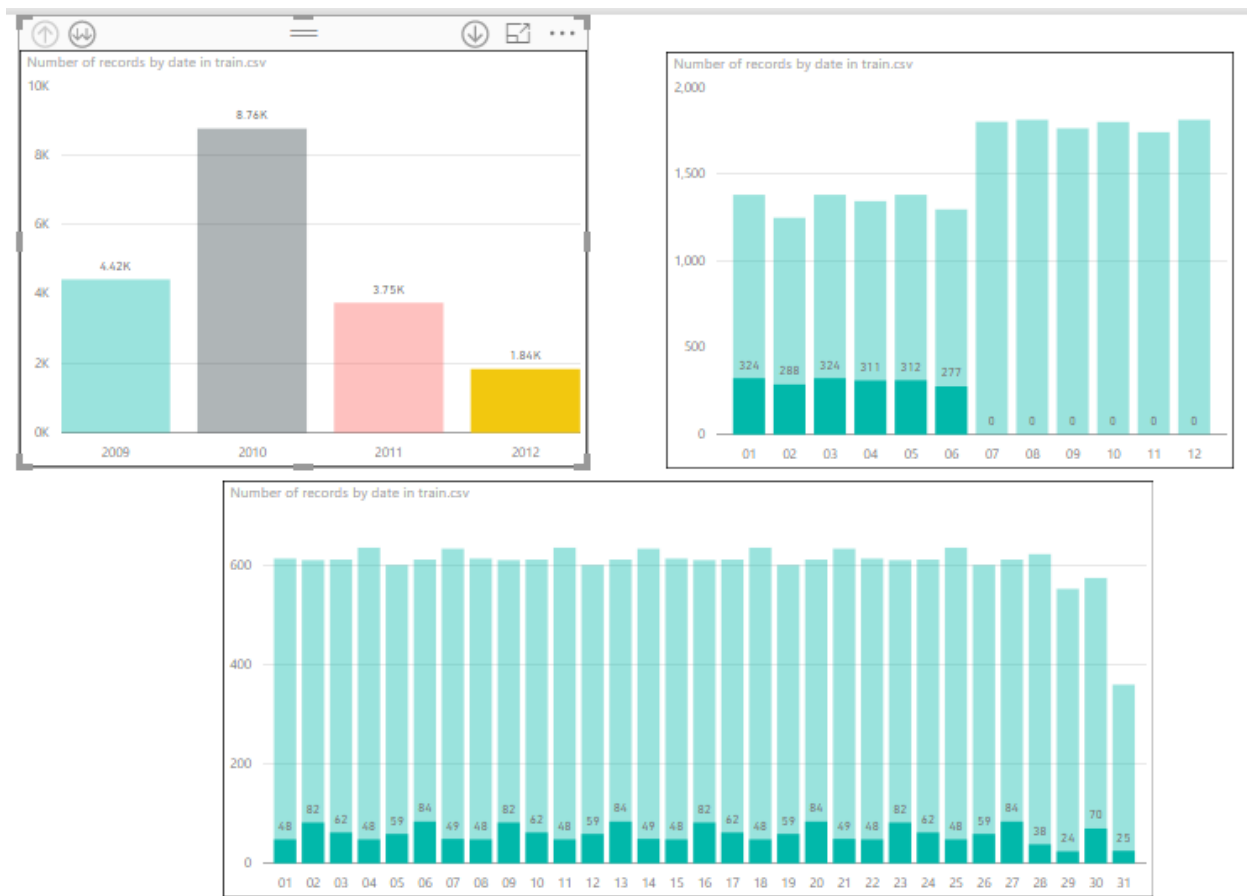 Number of records by date in train.csv
10K
8.76K
8K
6K
4.42K
4K
3.75K
2K
1.84K
0K
2009 2010 2011 2012
Number of records by date in train.csv
2,000
1,500
1,000
500
324 288 324 311 312 277 0 0 0 0 0 0
0
01 02 03 04 05 06 07 08 09 10 11 12
Number of records by date in train.csv
600
400
200
48 82 62 48 59 84 49 48 82 62 48 59 84 49 48 82 62 48 59 84 49 48 82 62 48 59 84 38 24 70 25
0
01 02 03 04 05 06 07 08 09 10 11 12 13 14 15 16 17 18 19 20 21 22 23 24 25 26 27 28 29 30 31